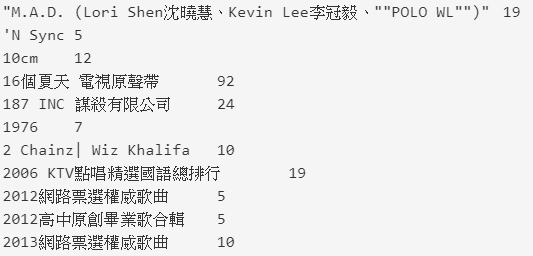 "M.A.D. (Lori Shen沈曉慧、Kevin Lee李冠毅、""POLO WL"")" 19
'N Sync 5
10cm 12
16個夏天 電視原聲帶 92
187 INC 謀殺有限公司 24
1976 7
2 Chainz| Wiz Khalifa 10
2006 KTV點唱精選國語總排行 19
2012網路票選權威歌曲 5
2012高中原創畢業歌合輯 5
2013網路票選權威歌曲 10